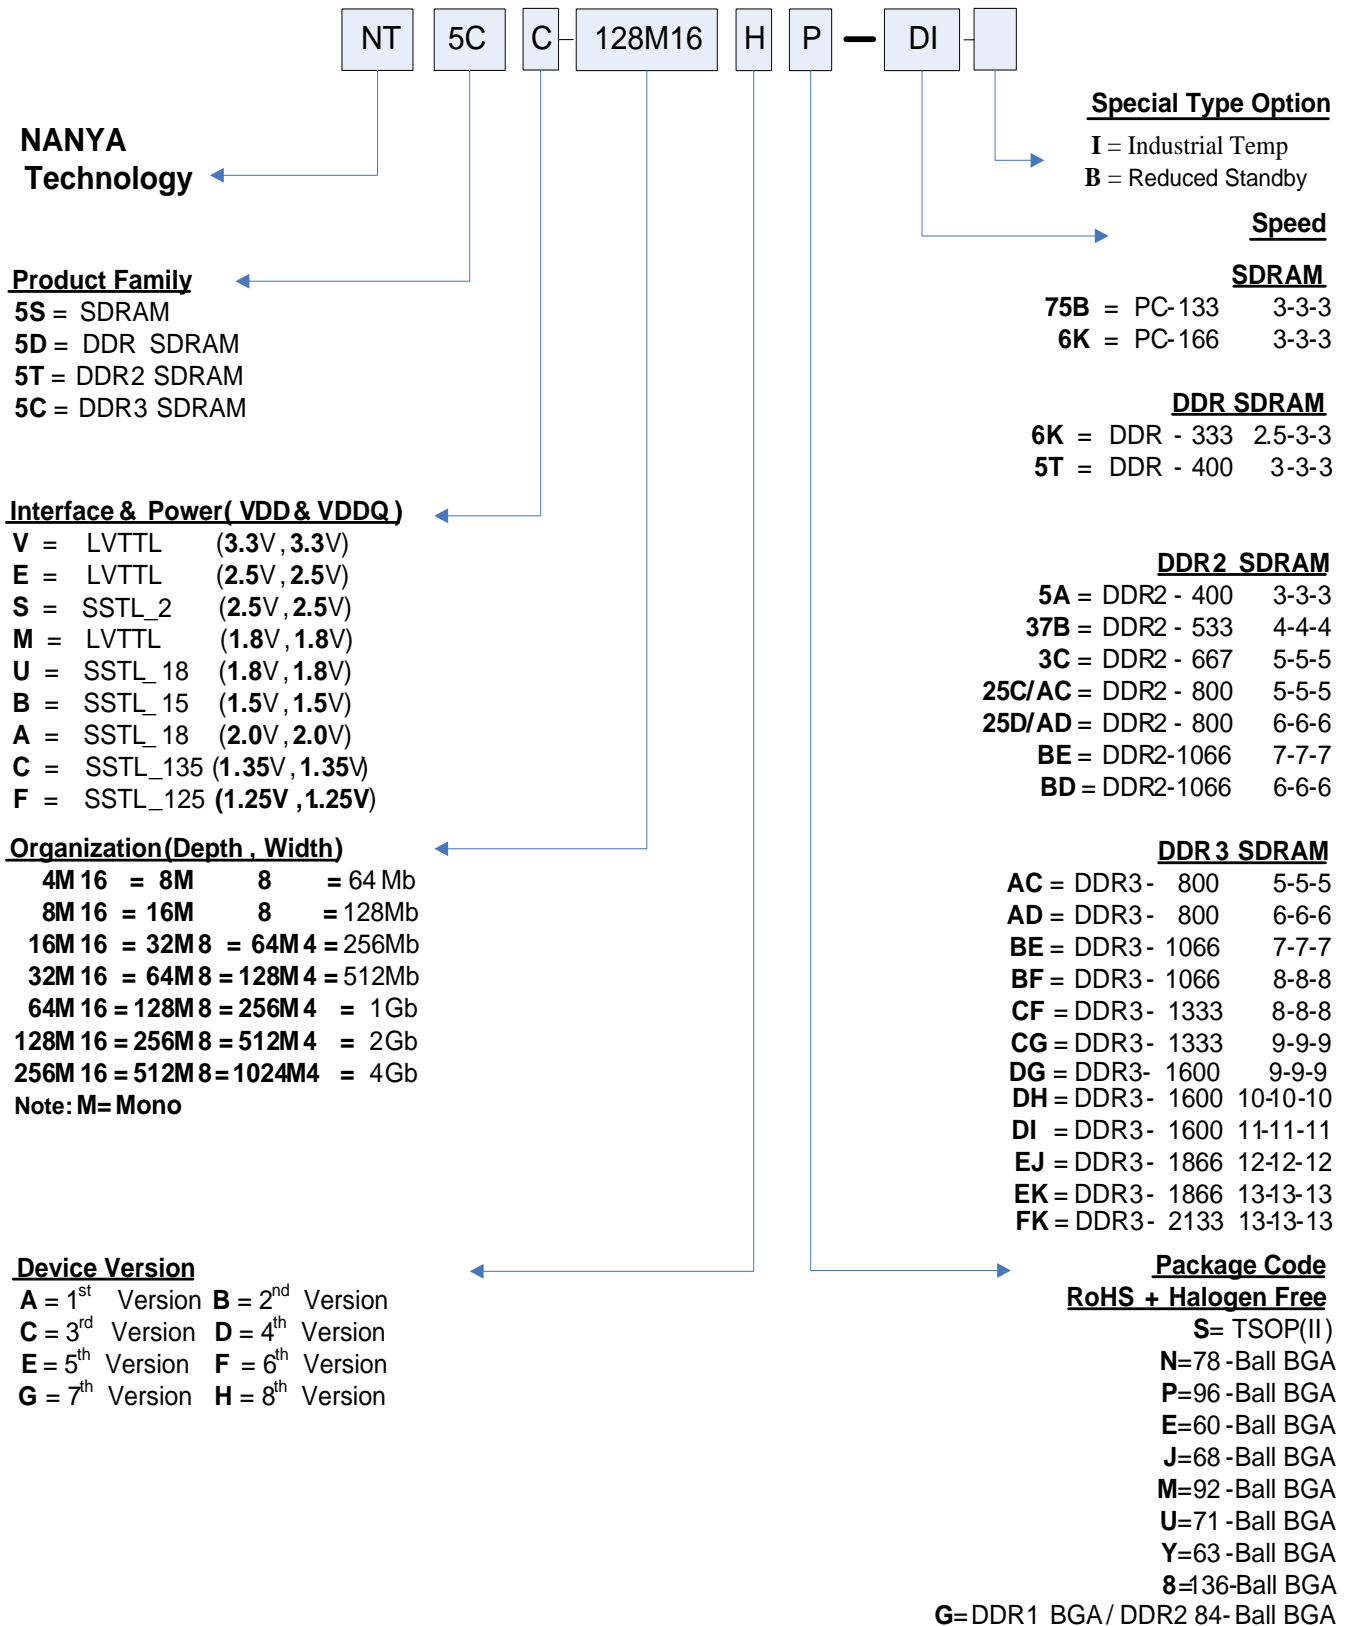 NT 5C C - 128M16 H P - DI -
NANYA
Technology
Product Family
5S = SDRAM
5D = DDR SDRAM
5T = DDR2 SDRAM
5C = DDR3 SDRAM
Interface & Power( VDD & VDDQ )
V = LVTTL (3.3V, 3.3V)
E = LVTTL (2.5V, 2.5V)
S = SSTL_2 (2.5V, 2.5V)
M = LVTTL (1.8V, 1.8V)
U = SSTL_18 (1.8V, 1.8V)
B = SSTL_15 (1.5V, 1.5V)
A = SSTL_18 (2.0V, 2.0V)
C = SSTL_135 (1.35V, 1.35V)
F = SSTL_125 (1.25V ,1.25V)
Organization(Depth , Width)
4M 16 = 8M 8 = 64 Mb
8M 16 = 16M 8 = 128Mb
16M 16 = 32M 8 = 64M 4 = 256Mb
32M 16 = 64M 8 = 128M 4 = 512Mb
64M 16 = 128M 8 = 256M 4 = 1Gb
128M 16 = 256M 8 = 512M 4 = 2Gb
256M 16 = 512M 8=1024M4 = 4Gb
Note: M= Mono
Device Version
A = 1st Version B = 2nd Version
C = 3rd Version D = 4th Version
E = 5th Version F = 6th Version
G = 7th Version H = 8th Version
Special Type Option
I = Industrial Temp
B = Reduced Standby
Speed
SDRAM
75B = PC-133 3-3-3
6K = PC-166 3-3-3
DDR SDRAM
6K = DDR - 333 2.5-3-3
5T = DDR - 400 3-3-3
DDR2 SDRAM
5A = DDR2 - 400 3-3-3
37B = DDR2 - 533 4-4-4
3C = DDR2 - 667 5-5-5
25C/AC = DDR2 - 800 5-5-5
25D/AD = DDR2 - 800 6-6-6
BE = DDR2-1066 7-7-7
BD = DDR2-1066 6-6-6
DDR3 SDRAM
AC = DDR3 - 800 5-5-5
AD = DDR3 - 800 6-6-6
BE = DDR3 - 1066 7-7-7
BF = DDR3 - 1066 8-8-8
CF = DDR3 - 1333 8-8-8
CG = DDR3 - 1333 9-9-9
DG = DDR3- 1600 9-9-9
DH = DDR3 - 1600 10-10-10
DI = DDR3 - 1600 11-11-11
EJ = DDR3 - 1866 12-12-12
EK = DDR3 - 1866 13-13-13
FK = DDR3 - 2133 13-13-13
Package Code
RoHS + Halogen Free
S= TSOP(II)
N=78 -Ball BGA
P=96 -Ball BGA
E=60 -Ball BGA
J=68 -Ball BGA
M=92 -Ball BGA
U=71 -Ball BGA
Y=63 -Ball BGA
8=136-Ball BGA
G=DDR1 BGA / DDR2 84- Ball BGA